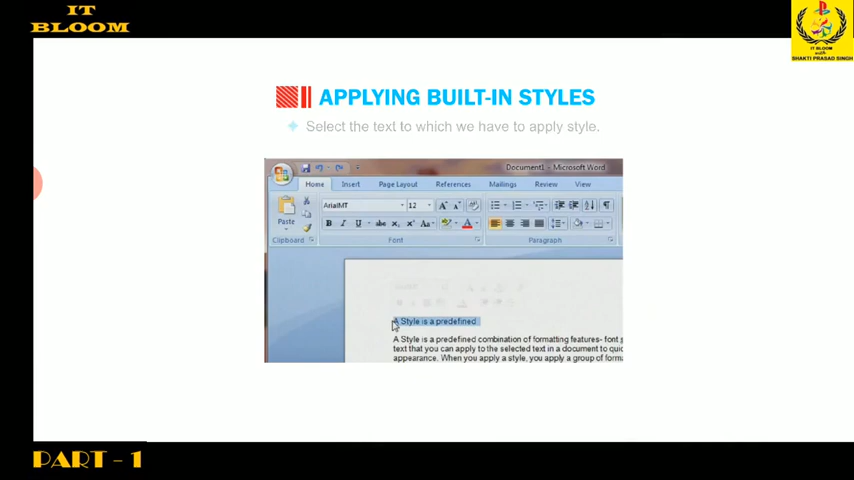 IT
BLOOM
IT BLOOM
with
SHAKTI PRASAD SINGH
APPLYING BUILT-IN STYLES
Select the text to which we have to apply style.
Document1 - Microsoft Word
Home Insert Page Layout References Mailings Review View
Paste
ArialMT 12
Clipboard Font Paragraph
A Style is a predefined
A Style is a predefined combination of formatting features- font
text that you can apply to the selected text in a document to
appearance. When you apply a style, you apply a group of
PART - 1